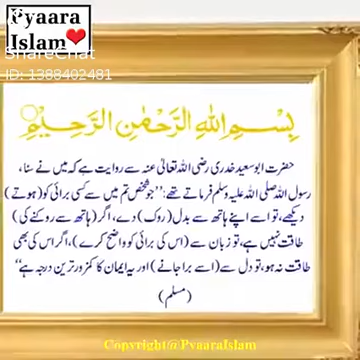 Pyaara
Islam
ShareChat
ID: 1388402481
بِسْمِ اللهِ الرَّحْمٰنِ الرَّحِيْمِ
حضرت ابو سعید خدری رضی اللہ تعالیٰ عنہ سے روایت ہے کہ میں نے سنا،
رسول اللہ صلی اللہ علیہ وسلم فرماتے تھے: ’’جو شخص تم میں سے کسی برائی کو (ہوتے)
دیکھے، تو اسے اپنے ہاتھ سے بدل (روک) دے، اگر (ہاتھ سے روکنے کی)
طاقت نہیں ہے، تو زبان سے (اس کی برائی کو واضح کرے)، اگر اس کی بھی
طاقت نہ ہو، تو دل سے (اسے برا جانے) اور یہ ایمان کا کمزور ترین درجہ ہے‘‘
(مسلم)
Copyright@PyaaraIslam